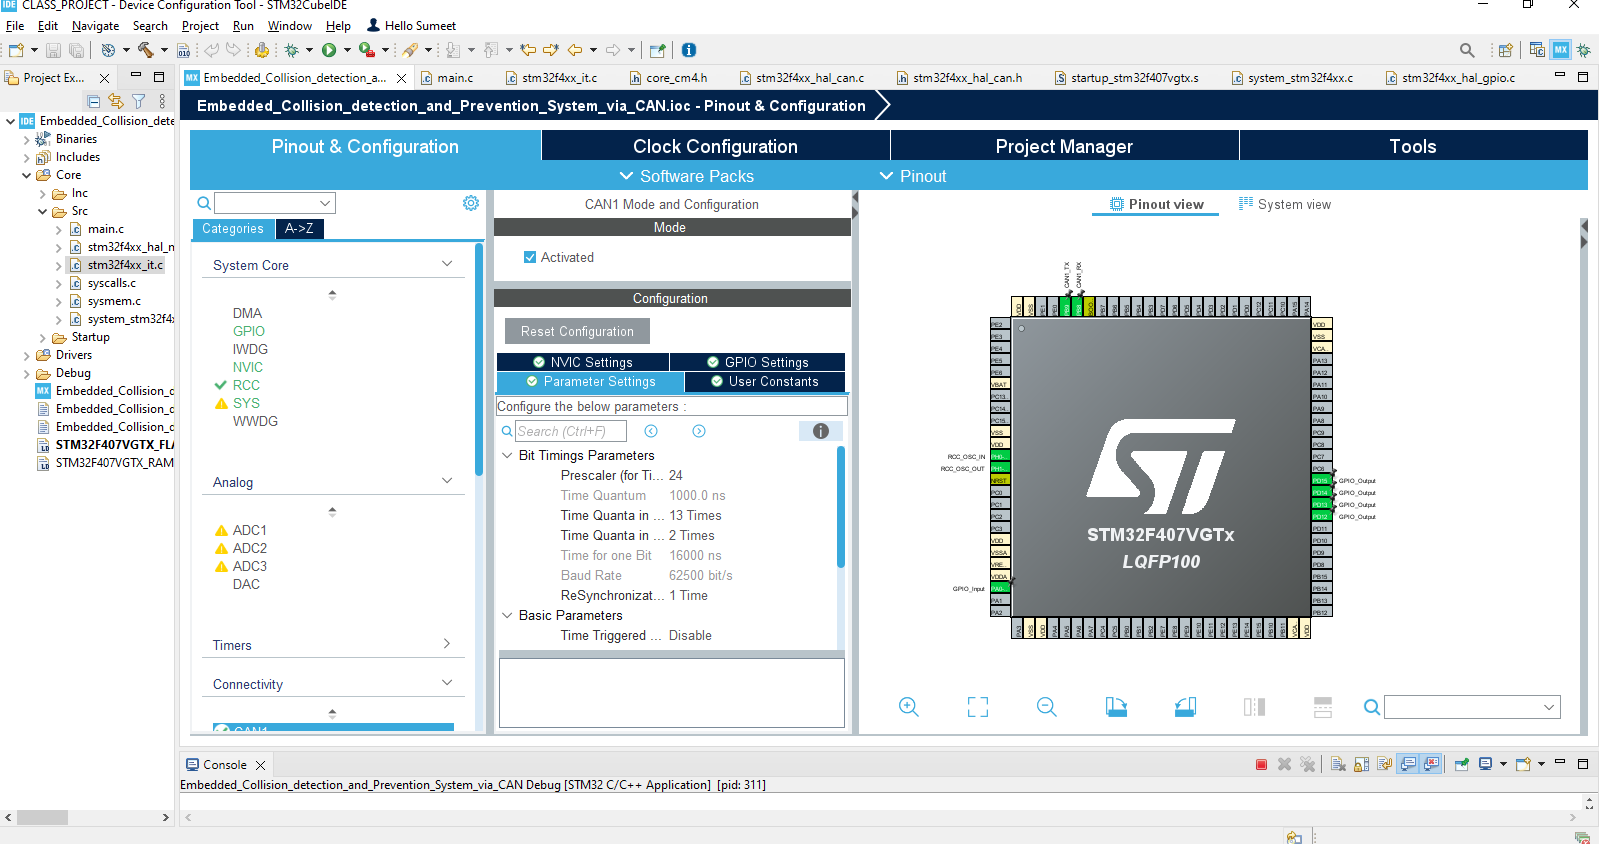 CLASS_PROJECT - Device Configuration Tool - STM32CubeIDE
File Edit Navigate Search Project Run Window Help Hello Sumeet
Project Ex...
Embedded_Collision_detection_a... main.c stm32f4xx_it.c core_cm4.h stm32f4xx_hal_can.c stm32f4xx_hal_can.h startup_stm32f407vgtx.s system_stm32f4xx.c stm32f4xx_hal_gpio.c
Embedded_Collision_dete
Binaries
Includes
Core
Inc
Src
main.c
stm32f4xx_hal_n
stm32f4xx_it.c
syscalls.c
sysmem.c
system_stm32f4x
Startup
Drivers
Debug
Embedded_Collision_d
Embedded_Collision_d
Embedded_Collision_d
STM32F407VGTX_FLA
STM32F407VGTX_RAM
Embedded_Collision_detection_and_Prevention_System_via_CAN.ioc - Pinout & Configuration
Pinout & Configuration Clock Configuration Project Manager Tools
Software Packs Pinout
Categories A->Z
System Core
DMA
GPIO
IWDG
NVIC
RCC
SYS
WWDG
Analog
ADC1
ADC2
ADC3
DAC
Timers
Connectivity
CAN1
CAN1 Mode and Configuration
Mode
Activated
Configuration
Reset Configuration
NVIC Settings GPIO Settings
Parameter Settings User Constants
Configure the below parameters :
Search (Ctrl+F)
Bit Timings Parameters
Prescaler (for Ti... 24
Time Quantum 1000.0 ns
Time Quanta in ... 13 Times
Time Quanta in ... 2 Times
Time for one Bit 16000 ns
Baud Rate 62500 bit/s
ReSynchronizat... 1 Time
Basic Parameters
Time Triggered ... Disable
Pinout view System view
CAN1_TX
CAN1_RX
RCC_OSC_IN
RCC_OSC_OUT
GPIO_Input
GPIO_Output
GPIO_Output
GPIO_Output
GPIO_Output
STM32F407VGTx
LQFP100
Console
Embedded_Collision_detection_and_Prevention_System_via_CAN Debug [STM32 C/C++ Application] [pid: 311]